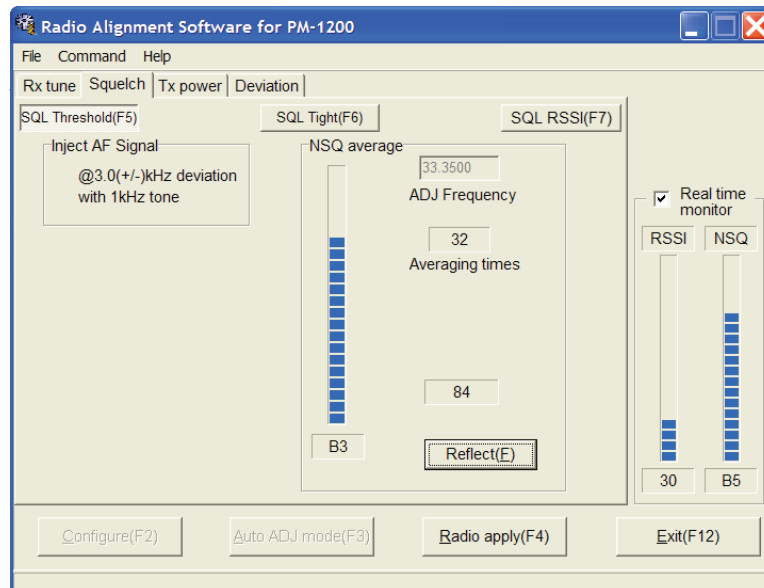 Radio Alignment Software for PM-1200
File Command Help
Rx tune Squelch Tx power Deviation
SQL Threshold(F5) SQL Tight(F6) SQL RSSI(F7)
Inject AF Signal
@3.0(+/-)kHz deviation
with 1kHz tone
NSQ average
33.3500
ADJ Frequency
32
Averaging times
84
B3
Reflect(F)
Real time
monitor
RSSI NSQ
30 B5
Configure(F2) Auto ADJ mode(F3) Radio apply(F4) Exit(F12)